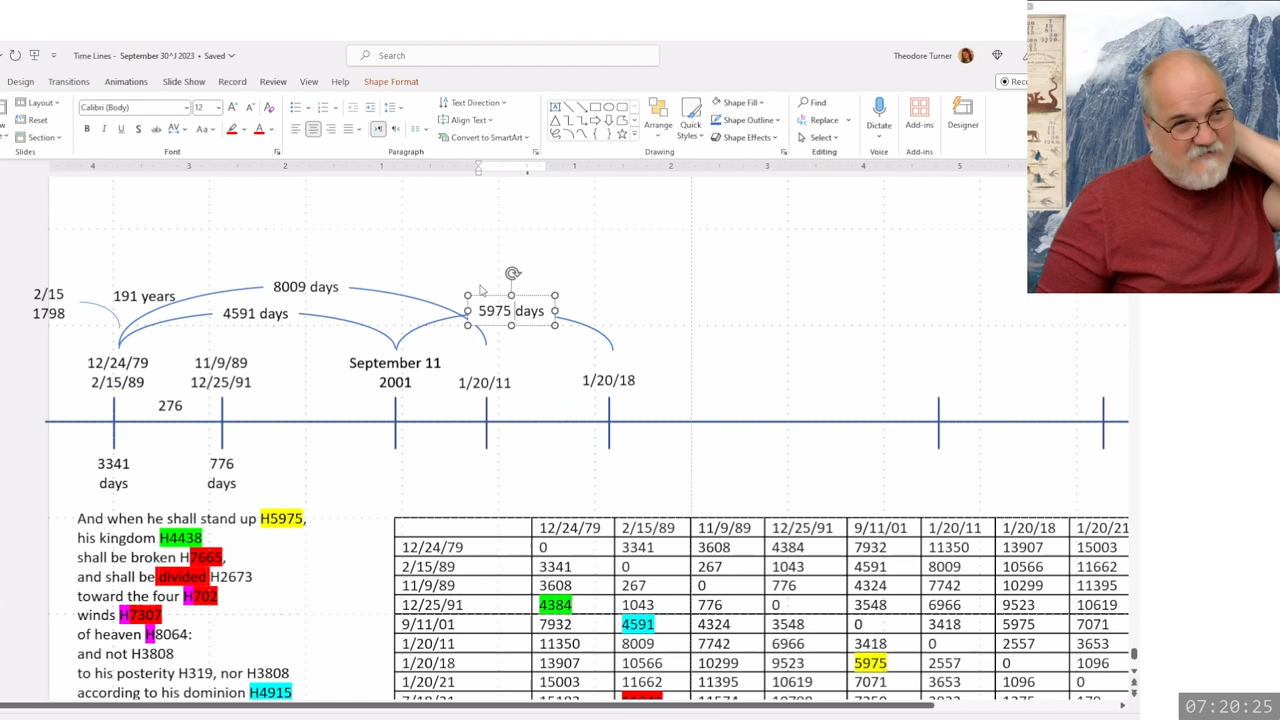 Time Lines - September 30^J 2023 • Saved
Search
Theodore Turner
Design Transitions Animations Slide Show Record Review View Help Shape Format
Layout
Reset
Section
Slides
Calibri (Body) 12
Font
Text Direction
Align Text
Convert to SmartArt
Paragraph
Arrange
Quick Styles
Shape Fill
Shape Outline
Shape Effects
Drawing
Find
Replace
Select
Editing
Dictate
Voice
Add-ins
Add-ins
Designer
4 3 2 1 1 2 3 4 5
2/15
1798
191 years
8009 days
4591 days
5975 days
12/24/79
2/15/89
11/9/89
12/25/91
September 11
2001
1/20/11
1/20/18
276
3341
days
776
days
And when he shall stand up H5975,
his kingdom H4438
shall be broken H7665,
and shall be divided H2673
toward the four H702
winds H7307
of heaven H8064:
and not H3808
to his posterity H319, nor H3808
according to his dominion H4915
12/24/79 2/15/89 11/9/89 12/25/91 9/11/01 1/20/11 1/20/18 1/20/21
12/24/79 0 3341 3608 4384 7932 11350 13907 15003
2/15/89 3341 0 267 1043 4591 8009 10566 11662
11/9/89 3608 267 0 776 4324 7742 10299 11395
12/25/91 4384 1043 776 0 3548 6966 9523 10619
9/11/01 7932 4591 4324 3548 0 3418 5975 7071
1/20/11 11350 8009 7742 6966 3418 0 2557 3653
1/20/18 13907 10566 10299 9523 5975 2557 0 1096
1/20/21 15003 11662 11395 10619 7071 3653 1096 0
07:20:25